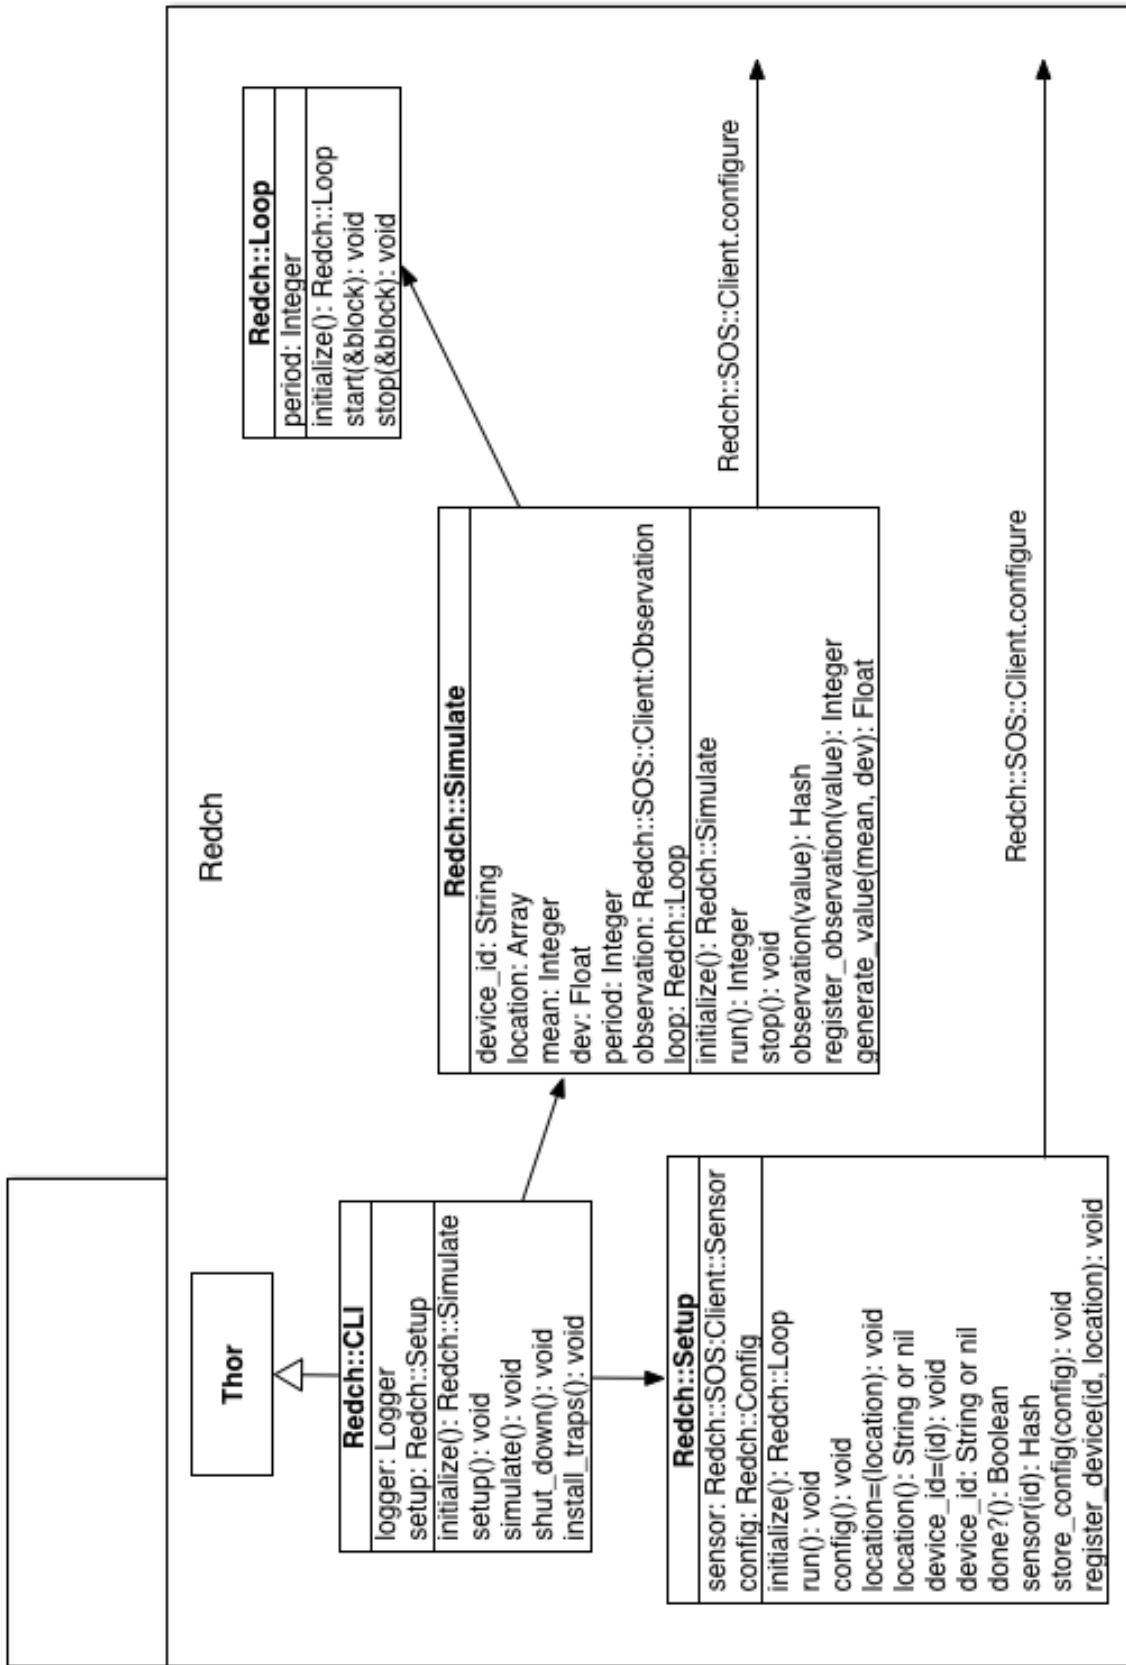 Redch
Thor
Redch::CLI
logger: Logger
setup: Redch::Setup
initialize(): Redch::Simulate
setup(): void
simulate(): void
shut_down(): void
install_traps(): void
Redch::Setup
sensor: Redch::SOS:Client::Sensor
config: Redch::Config
initialize(): Redch::Loop
run(): void
config(): void
location=(location): void
location(): String or nil
device_id=(id): void
device_id: String or nil
done?(): Boolean
sensor(id): Hash
store_config(config): void
register_device(id, location): void
Redch::Simulate
device_id: String
location: Array
mean: Integer
dev: Float
period: Integer
observation: Redch::SOS::Client:Observation
loop: Redch::Loop
initialize(): Redch::Simulate
run(): Integer
stop(): void
observation(value): Hash
register_observation(value): Integer
generate_value(mean, dev): Float
Redch::Loop
period: Integer
initialize(): Redch::Loop
start(&block): void
stop(&block): void
Redch::SOS::Client.configure
Redch::SOS::Client.configure